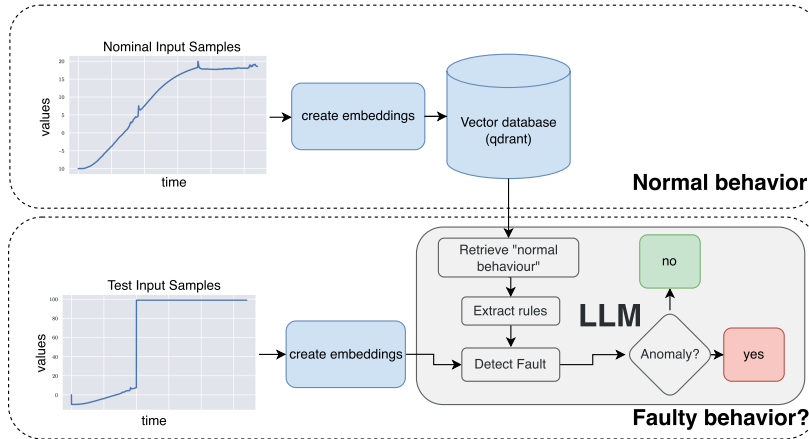 Nominal Input Samples
20
15
10
5
0
5
10
values
time
create embeddings
Vector database
(qdrant)
Normal behavior
Test Input Samples
100
80
60
40
20
0
values
time
create embeddings
Retrieve "normal
behaviour"
Extract rules
Detect Fault
LLM
Anomaly?
no
yes
Faulty behavior?